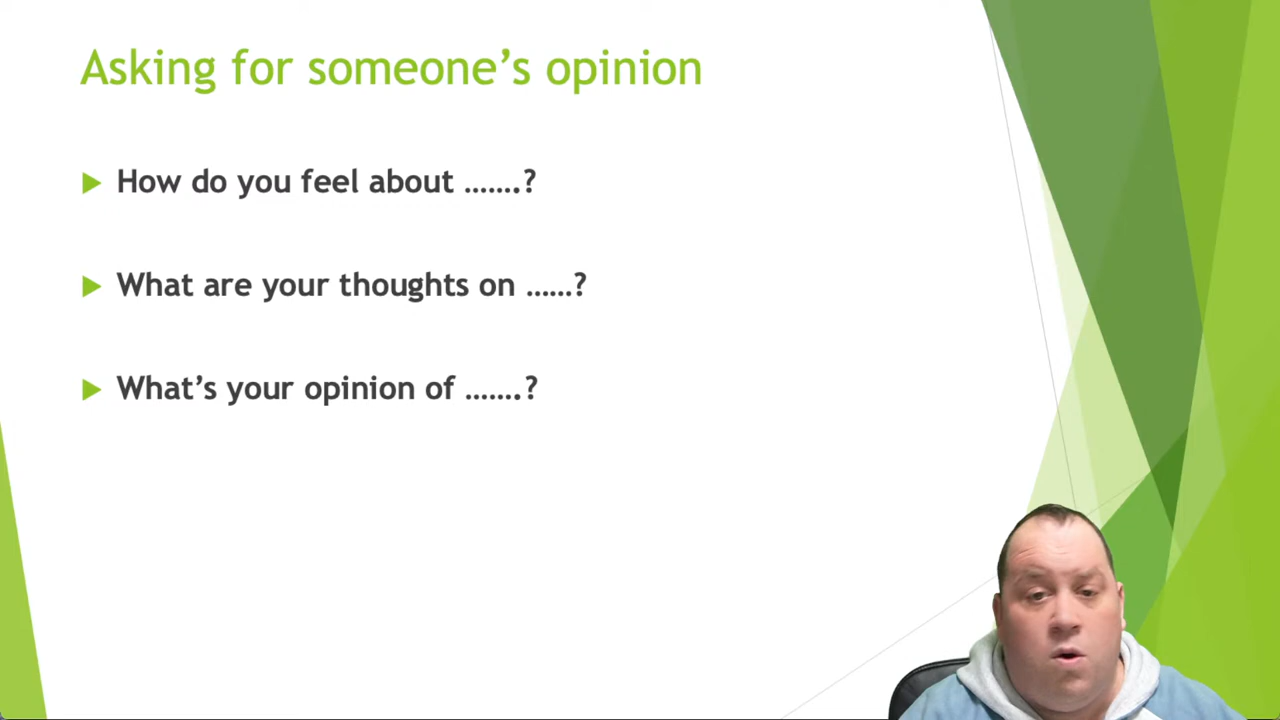 Asking for someone’s opinion
How do you feel about …….?
What are your thoughts on ……?
What’s your opinion of …….?